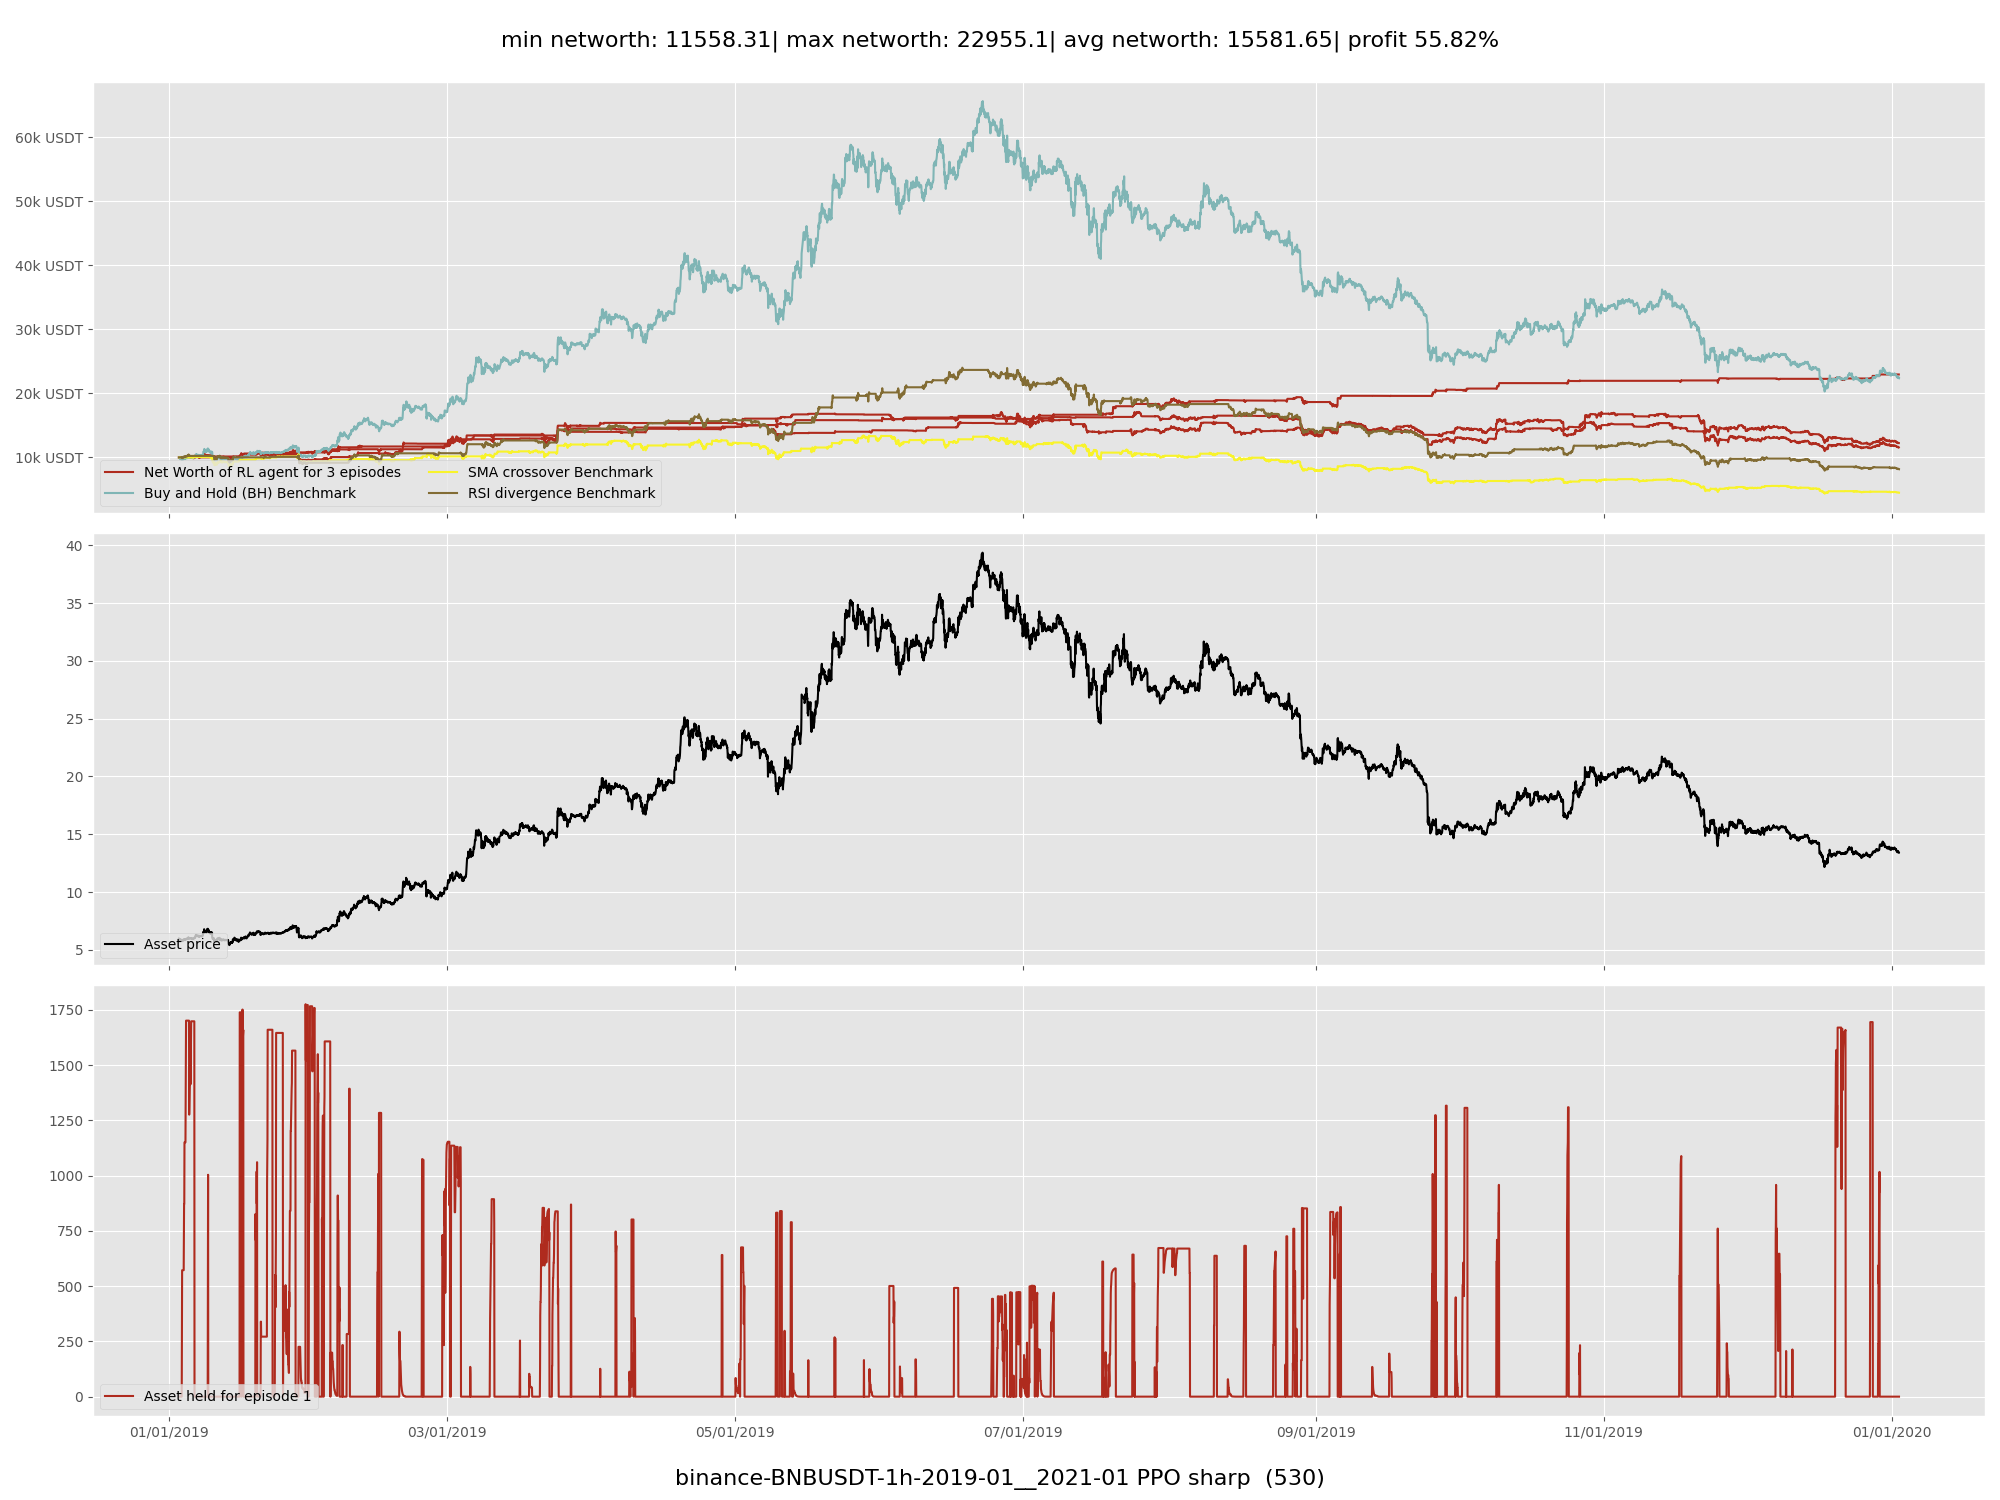 min networth: 11558.31| max networth: 22955.1| avg networth: 15581.65| profit 55.82%
60k USDT
50k USDT
40k USDT
30k USDT
20k USDT
10k USDT
Net Worth of RL agent for 3 episodes
Buy and Hold (BH) Benchmark
SMA crossover Benchmark
RSI divergence Benchmark
40
35
30
25
20
15
10
5
Asset price
1750
1500
1250
1000
750
500
250
0
Asset held for episode 1
01/01/2019 03/01/2019 05/01/2019 07/01/2019 09/01/2019 11/01/2019 01/01/2020
binance-BNBUSDT-1h-2019-01__2021-01 PPO sharp (530)